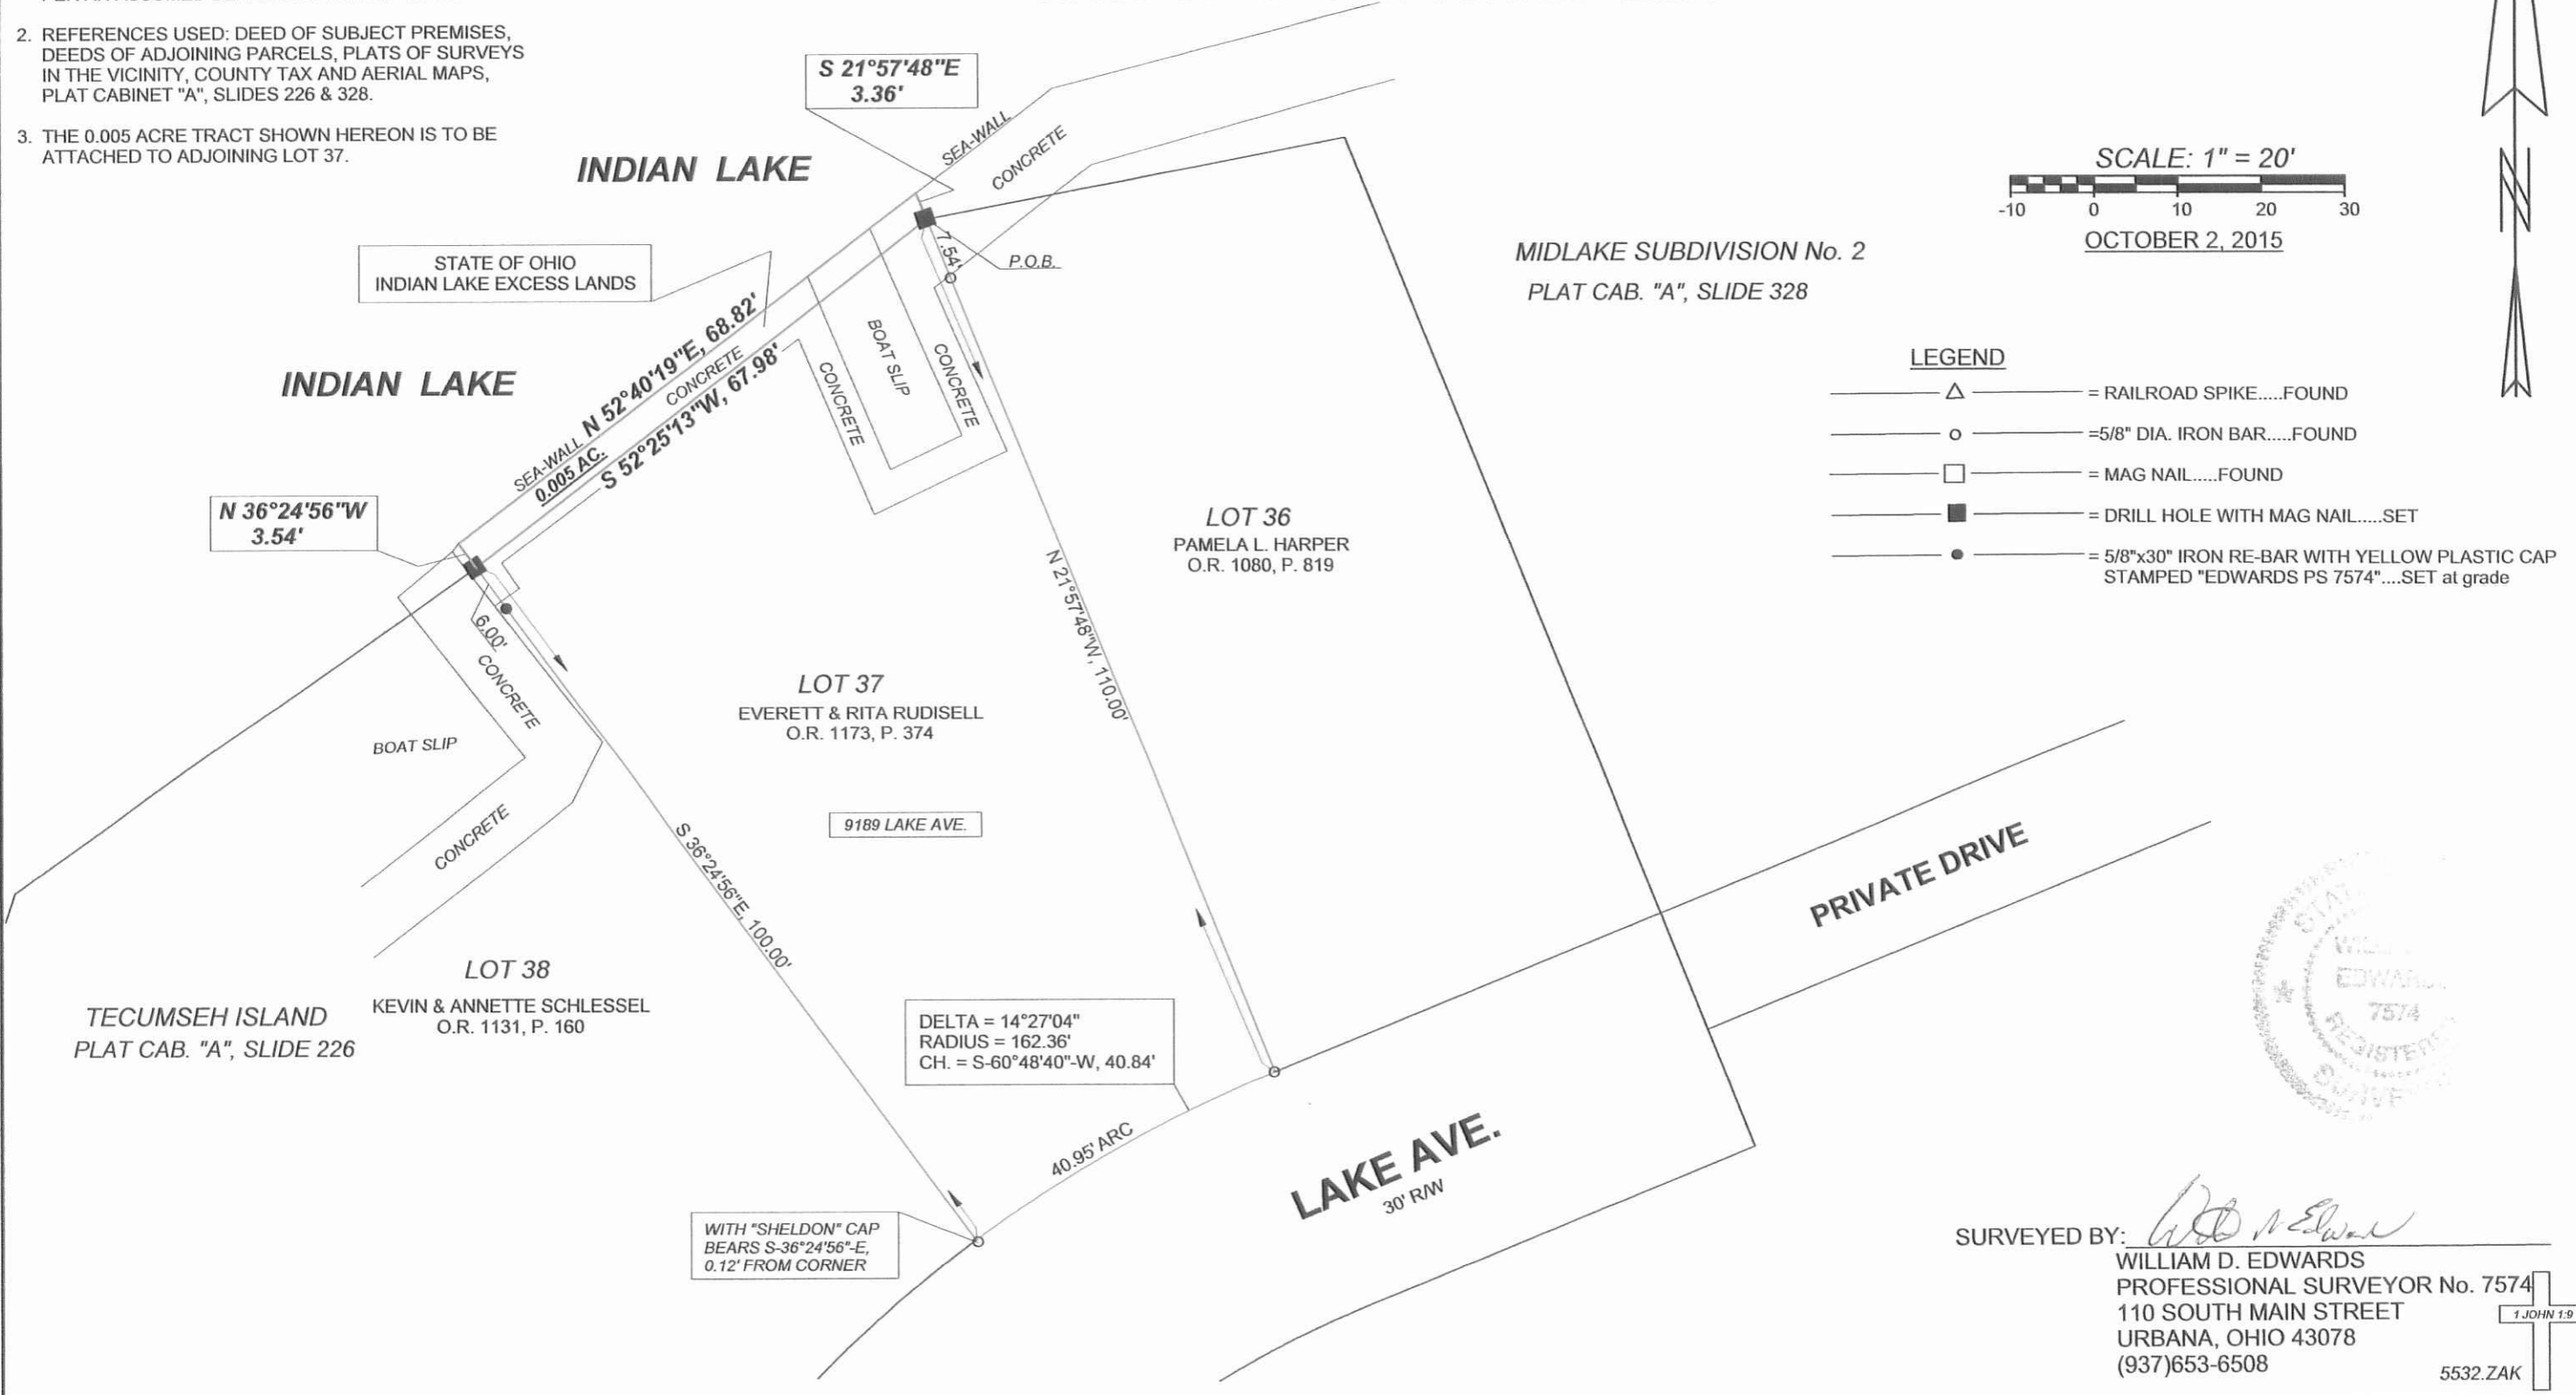 2. REFERENCES USED: DEED OF SUBJECT PREMISES,
DEEDS OF ADJOINING PARCELS, PLATS OF SURVEYS
IN THE VICINITY, COUNTY TAX AND AERIAL MAPS,
PLAT CABINET "A", SLIDES 226 & 328.
3. THE 0.005 ACRE TRACT SHOWN HEREON IS TO BE
ATTACHED TO ADJOINING LOT 37.
S 21°57'48"E
3.36'
INDIAN LAKE
SEA-WALL
CONCRETE
STATE OF OHIO
INDIAN LAKE EXCESS LANDS
7.54'
P.O.B.
MIDLAKE SUBDIVISION No. 2
PLAT CAB. "A", SLIDE 328
SCALE: 1" = 20'
-10 0 10 20 30
OCTOBER 2, 2015
N
LEGEND
= RAILROAD SPIKE.....FOUND
=5/8" DIA. IRON BAR.....FOUND
= MAG NAIL.....FOUND
= DRILL HOLE WITH MAG NAIL.....SET
= 5/8"x30" IRON RE-BAR WITH YELLOW PLASTIC CAP
STAMPED "EDWARDS PS 7574"....SET at grade
INDIAN LAKE
SEA-WALL N 52°40'19"E, 68.82'
CONCRETE
0.005 AC.
S 52°25'13"W, 67.98'
CONCRETE
BOAT SLIP
CONCRETE
N 36°24'56"W
3.54'
6.00'
CONCRETE
BOAT SLIP
CONCRETE
LOT 36
PAMELA L. HARPER
O.R. 1080, P. 819
N 21°57'48"W, 110.00'
LOT 37
EVERETT & RITA RUDISELL
O.R. 1173, P. 374
9189 LAKE AVE.
S 36°24'56"E, 100.00'
LOT 38
KEVIN & ANNETTE SCHLESSEL
O.R. 1131, P. 160
TECUMSEH ISLAND
PLAT CAB. "A", SLIDE 226
DELTA = 14°27'04"
RADIUS = 162.36'
CH. = S-60°48'40"-W, 40.84'
40.95' ARC
LAKE AVE.
30' R/W
PRIVATE DRIVE
WITH "SHELDON" CAP
BEARS S-36°24'56"-E,
0.12' FROM CORNER
7574
SURVEYED BY:
WILLIAM D. EDWARDS
PROFESSIONAL SURVEYOR No. 7574
110 SOUTH MAIN STREET
URBANA, OHIO 43078
(937)653-6508
1 JOHN 1:9
5532.ZAK